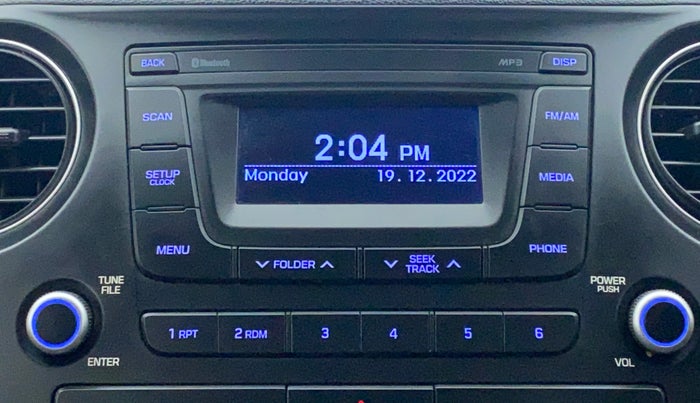 BACK
Bluetooth
MP3
DISP
SCAN
FM/AM
2:04 PM
Monday 19.12.2022
SETUP
CLOCK
MEDIA
MENU
FOLDER
SEEK
TRACK
PHONE
TUNE
FILE
POWER
PUSH
1 RPT
2 RDM
3
4
5
6
ENTER
VOL